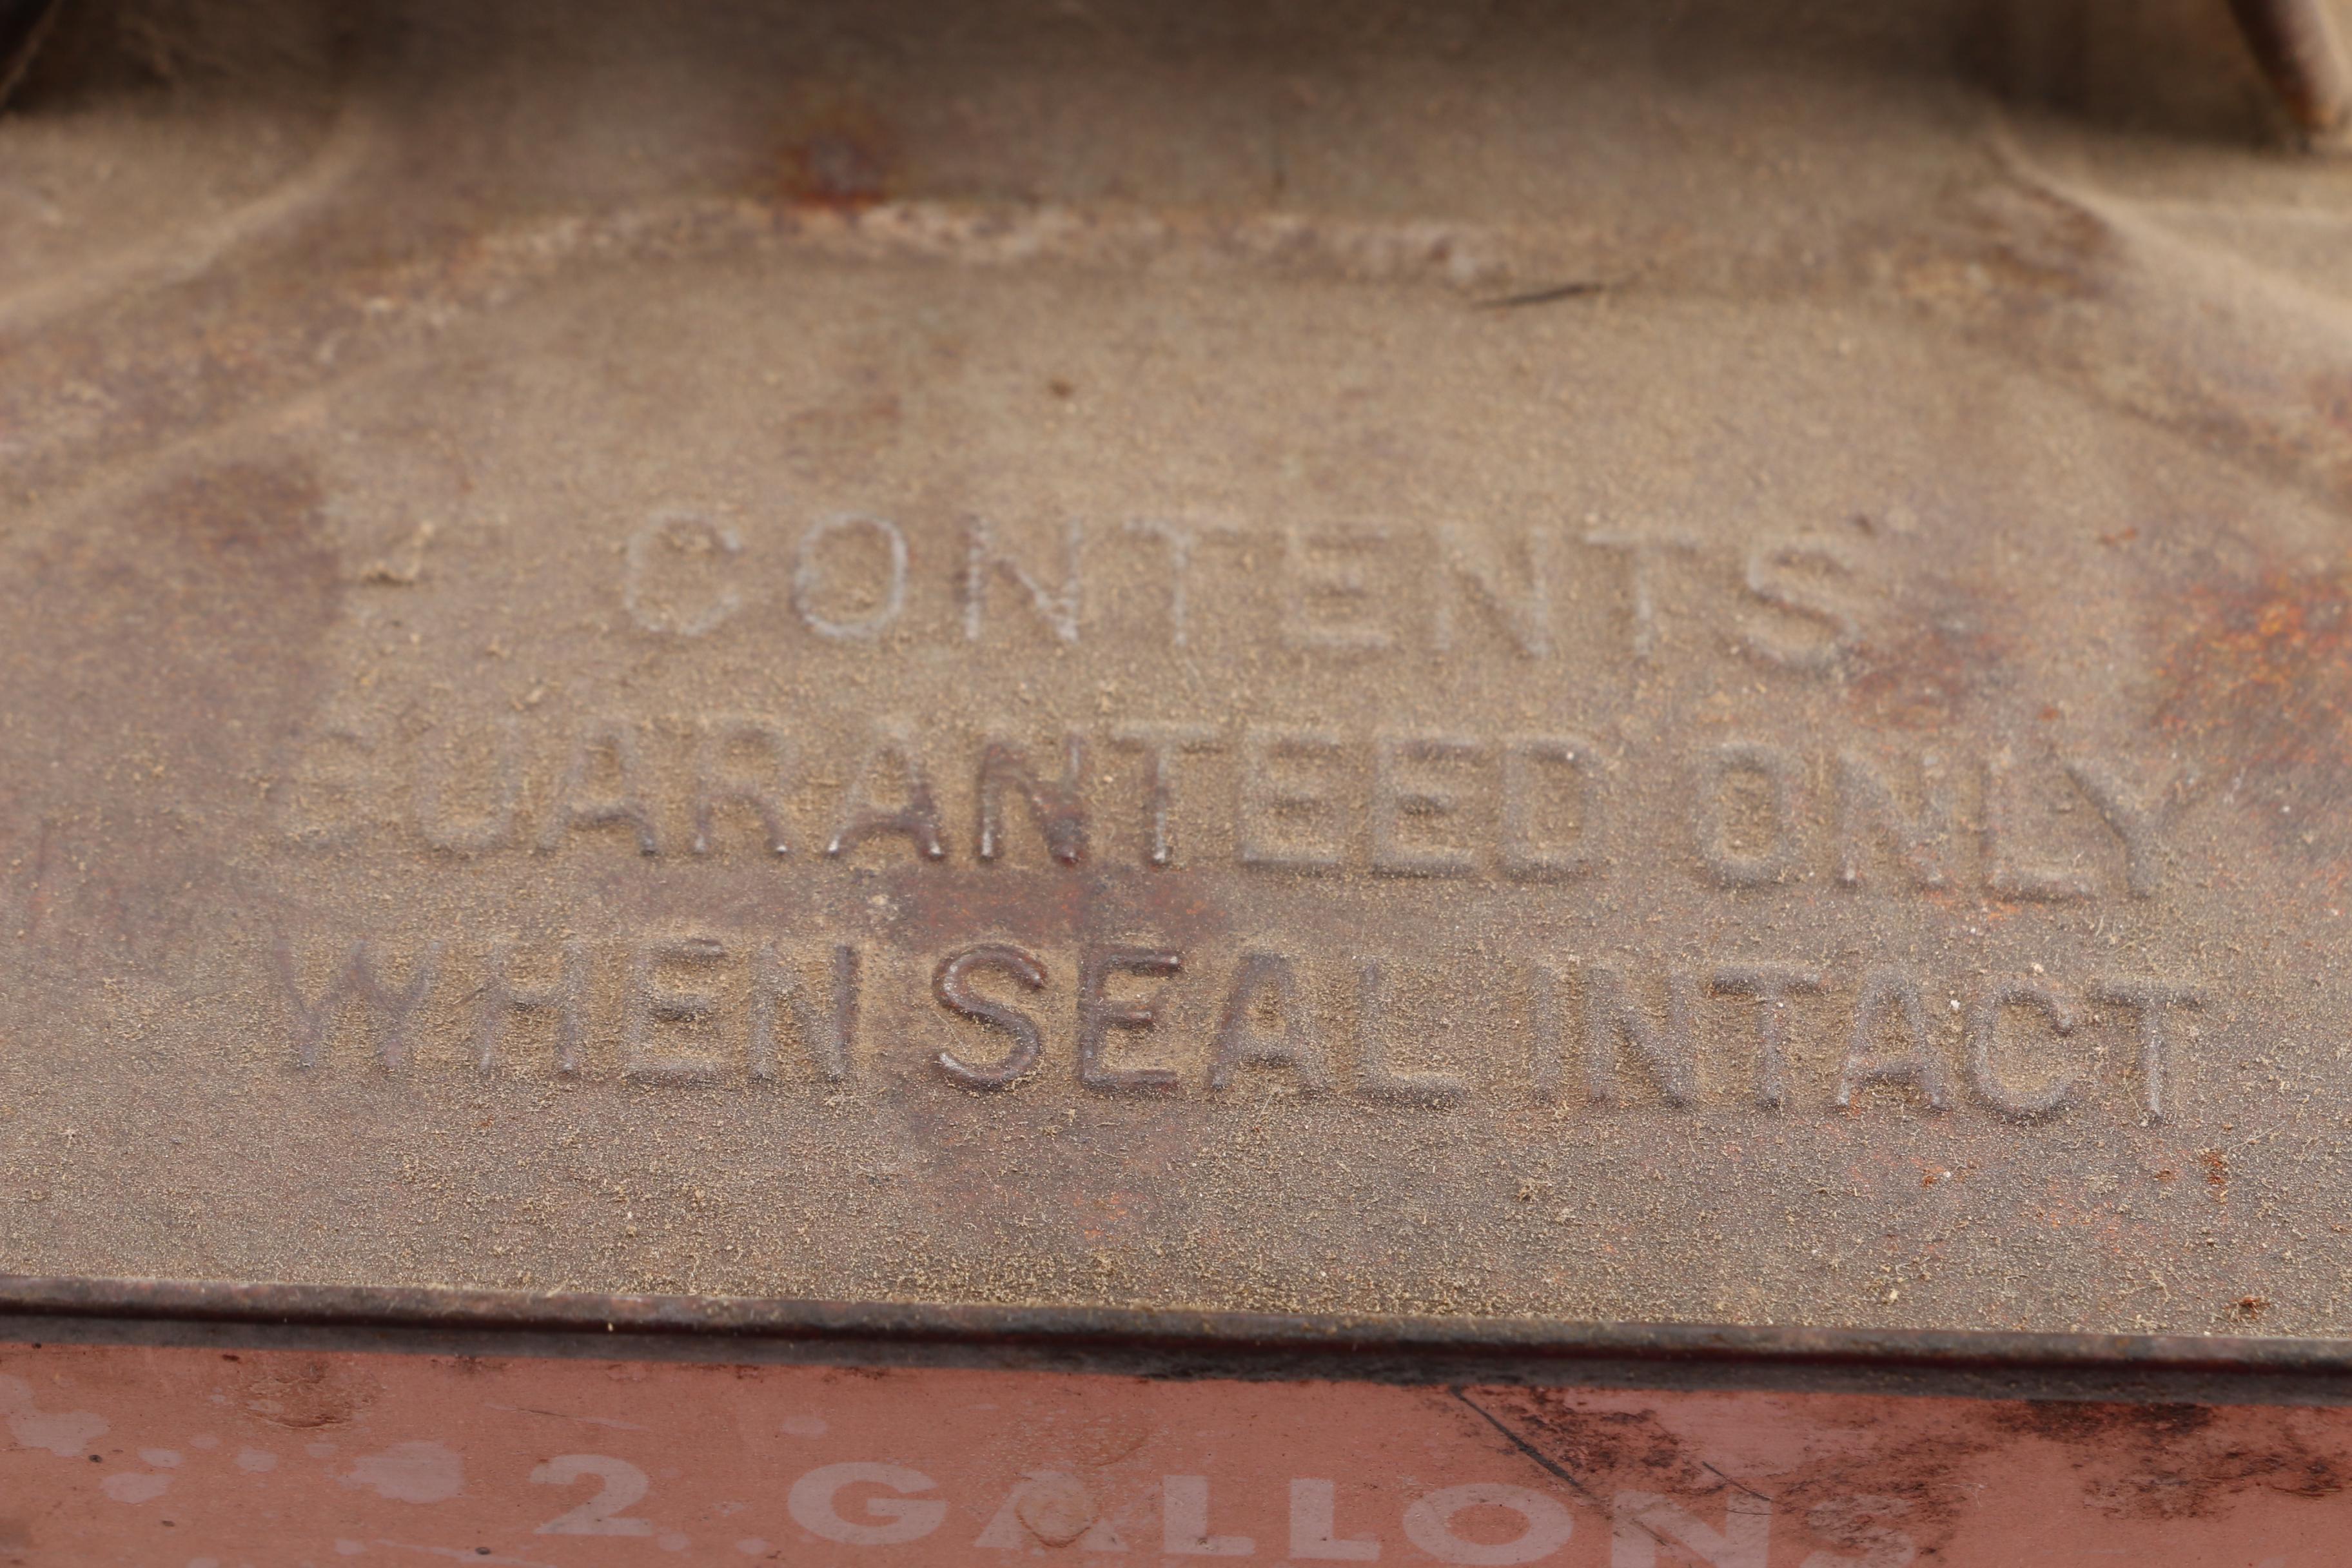 CONTENTS
GUARANTEED ONLY
WHEN SEAL INTACT
2 GALLONS